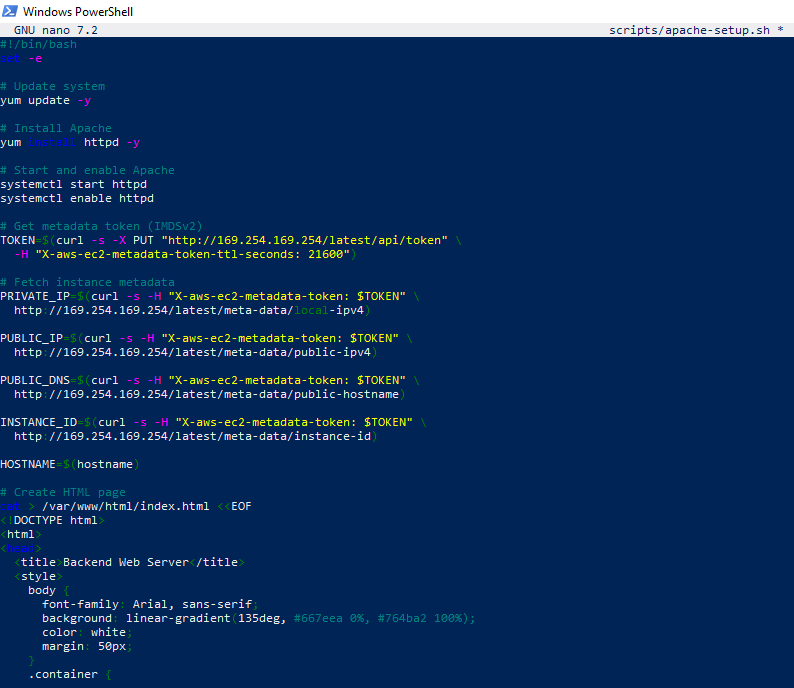 Windows PowerShell
GNU nano 7.2 scripts/apache-setup.sh *
#!/bin/bash
set -e
# Update system
yum update -y
# Install Apache
yum install httpd -y
# Start and enable Apache
systemctl start httpd
systemctl enable httpd
# Get metadata token (IMDSv2)
TOKEN=$(curl -s -X PUT "http://169.254.169.254/latest/api/token" \
-H "X-aws-ec2-metadata-token-ttl-seconds: 21600")
# Fetch instance metadata
PRIVATE_IP=$(curl -s -H "X-aws-ec2-metadata-token: $TOKEN" \
http://169.254.169.254/latest/meta-data/local-ipv4)
PUBLIC_IP=$(curl -s -H "X-aws-ec2-metadata-token: $TOKEN" \
http://169.254.169.254/latest/meta-data/public-ipv4)
PUBLIC_DNS=$(curl -s -H "X-aws-ec2-metadata-token: $TOKEN" \
http://169.254.169.254/latest/meta-data/public-hostname)
INSTANCE_ID=$(curl -s -H "X-aws-ec2-metadata-token: $TOKEN" \
http://169.254.169.254/latest/meta-data/instance-id)
HOSTNAME=$(hostname)
# Create HTML page
cat > /var/www/html/index.html <<EOF
<!DOCTYPE html>
<html>
<head>
<title>Backend Web Server</title>
<style>
body {
font-family: Arial, sans-serif;
background: linear-gradient(135deg, #667eea 0%, #764ba2 100%);
color: white;
margin: 50px;
}
.container {